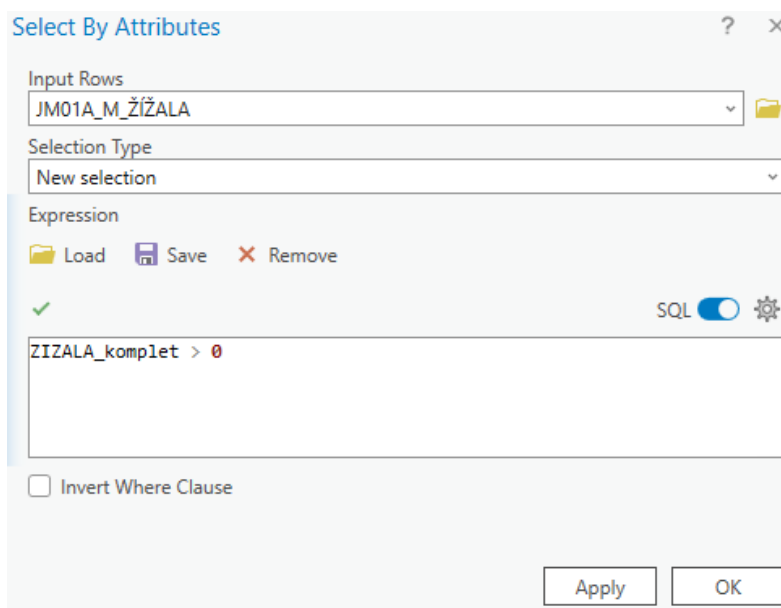 Select By Attributes ? ×
Input Rows
JM01A_M_ŽÍŽALA
Selection Type
New selection
Expression
Load Save Remove
SQL
ZIZALA_komplet > 0
Invert Where Clause
Apply OK